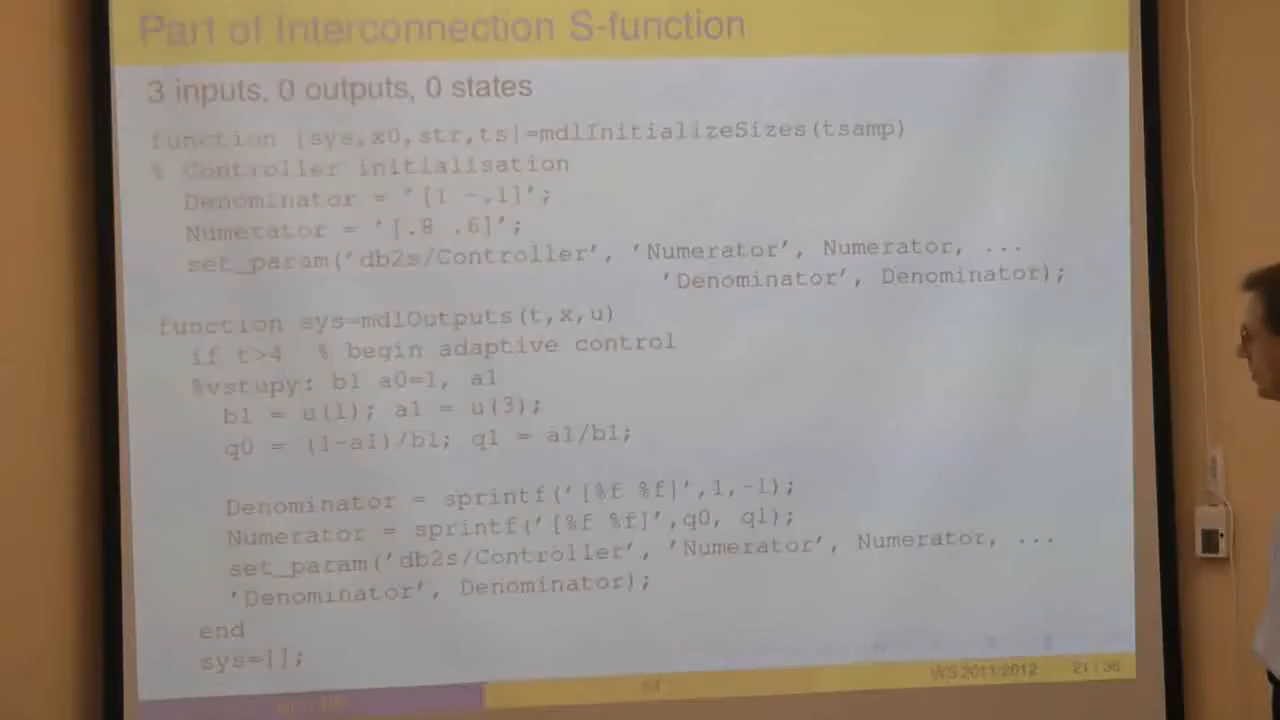 Part of Interconnection S-function
3 inputs, 0 outputs, 0 states
function [sys,x0,str,ts]=mdlInitializeSizes(tsamp)
% Controller initialisation
Denominator = '[1 -.1]';
Numerator = '[.8 .6]';
set_param('db2s/Controller', 'Numerator', Numerator, ...
'Denominator', Denominator);
function sys=mdlOutputs(t,x,u)
if t>4 % begin adaptive control
%vstupy: b1 a0=1, a1
b1 = u(1); a1 = u(3);
q0 = (1-a1)/b1; q1 = a1/b1;
Denominator = sprintf('[%f %f]',1,-1);
Numerator = sprintf('[%f %f]',q0, q1);
set_param('db2s/Controller', 'Numerator', Numerator, ...
'Denominator', Denominator);
end
sys=[];
WS 2011/2012 21/36